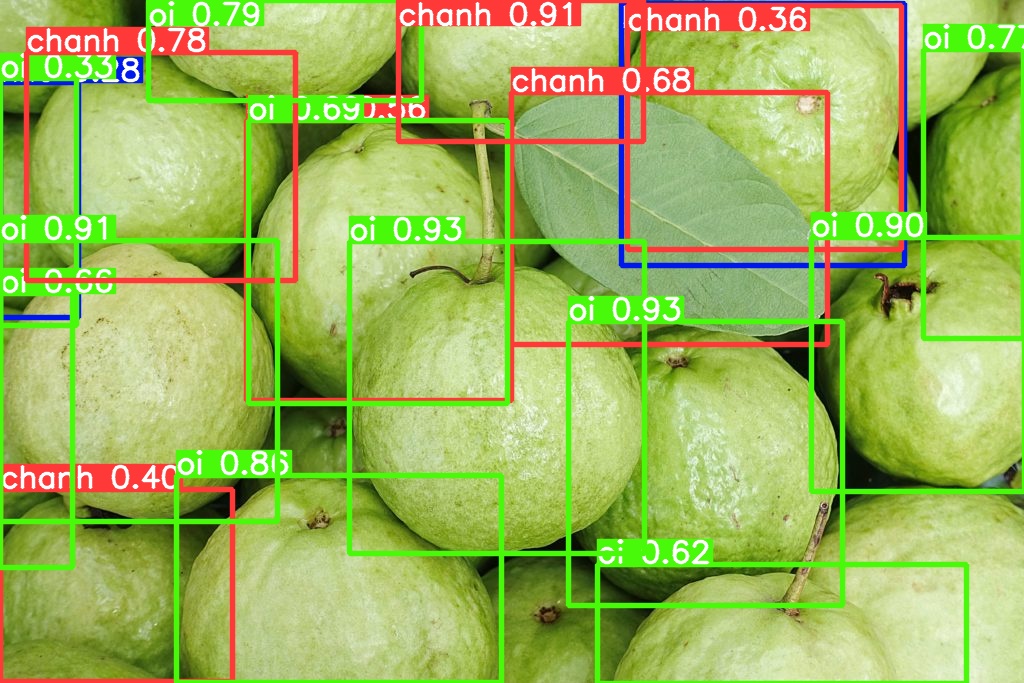 oi 0.79
chanh 0.91
chanh 0.36
oi 0.77
chanh 0.78
oi 0.33
28
chanh 0.68
oi 0.69
0.56
oi 0.91
oi 0.93
oi 0.90
oi 0.66
oi 0.93
chanh 0.40
oi 0.86
oi 0.62